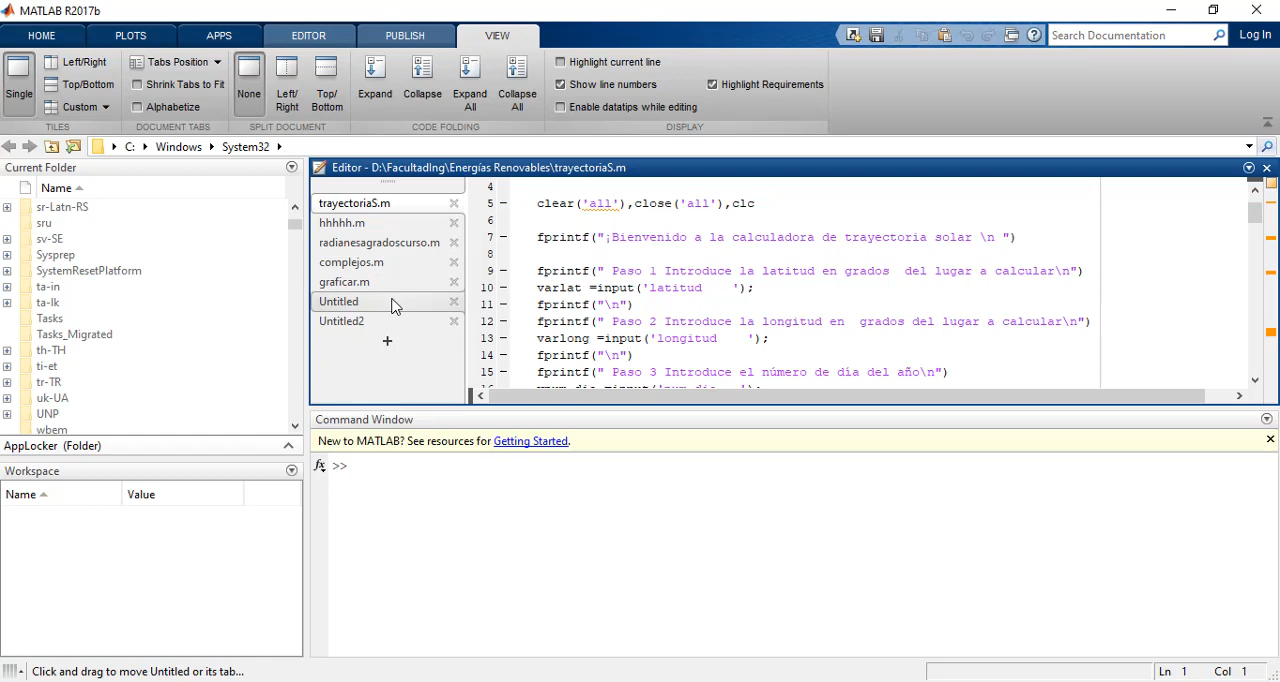 MATLAB R2017b
HOME PLOTS APPS EDITOR PUBLISH VIEW Search Documentation Log In
Single
Left/Right
Top/Bottom
Custom
TILES
Tabs Position
Shrink Tabs to Fit
Alphabetize
DOCUMENT TABS
None
Left/
Right
Top/
Bottom
SPLIT DOCUMENT
Expand
Collapse
Expand
All
Collapse
All
CODE FOLDING
Highlight current line
Show line numbers
Enable datatips while editing
Highlight Requirements
DISPLAY
C: Windows System32
Current Folder
Name
sr-Latn-RS
sru
sv-SE
Sysprep
SystemResetPlatform
ta-in
ta-lk
Tasks
Tasks_Migrated
th-TH
ti-et
tr-TR
uk-UA
UNP
wbem
AppLocker (Folder)
Workspace
Name Value
Editor - D:\FacultadIng\Energías Renovables\trayectoriaS.m
trayectoriaS.m
hhhhh.m
radianesagradoscurso.m
complejos.m
graficar.m
Untitled
Untitled2
4
5 – clear('all'),close('all'),clc
6
7 – fprintf("¡Bienvenido a la calculadora de trayectoria solar \n ")
8
9 – fprintf(" Paso 1 Introduce la latitud en grados  del lugar a calcular\n")
10 – varlat =input('latitud    ');
11 – fprintf("\n")
12 – fprintf(" Paso 2 Introduce la longitud en  grados del lugar a calcular\n")
13 – varlong =input('longitud    ');
14 – fprintf("\n")
15 – fprintf(" Paso 3 Introduce el número de día del año\n")
Command Window
New to MATLAB? See resources for Getting Started.
fx >>
Click and drag to move Untitled or its tab...
Ln 1 Col 1